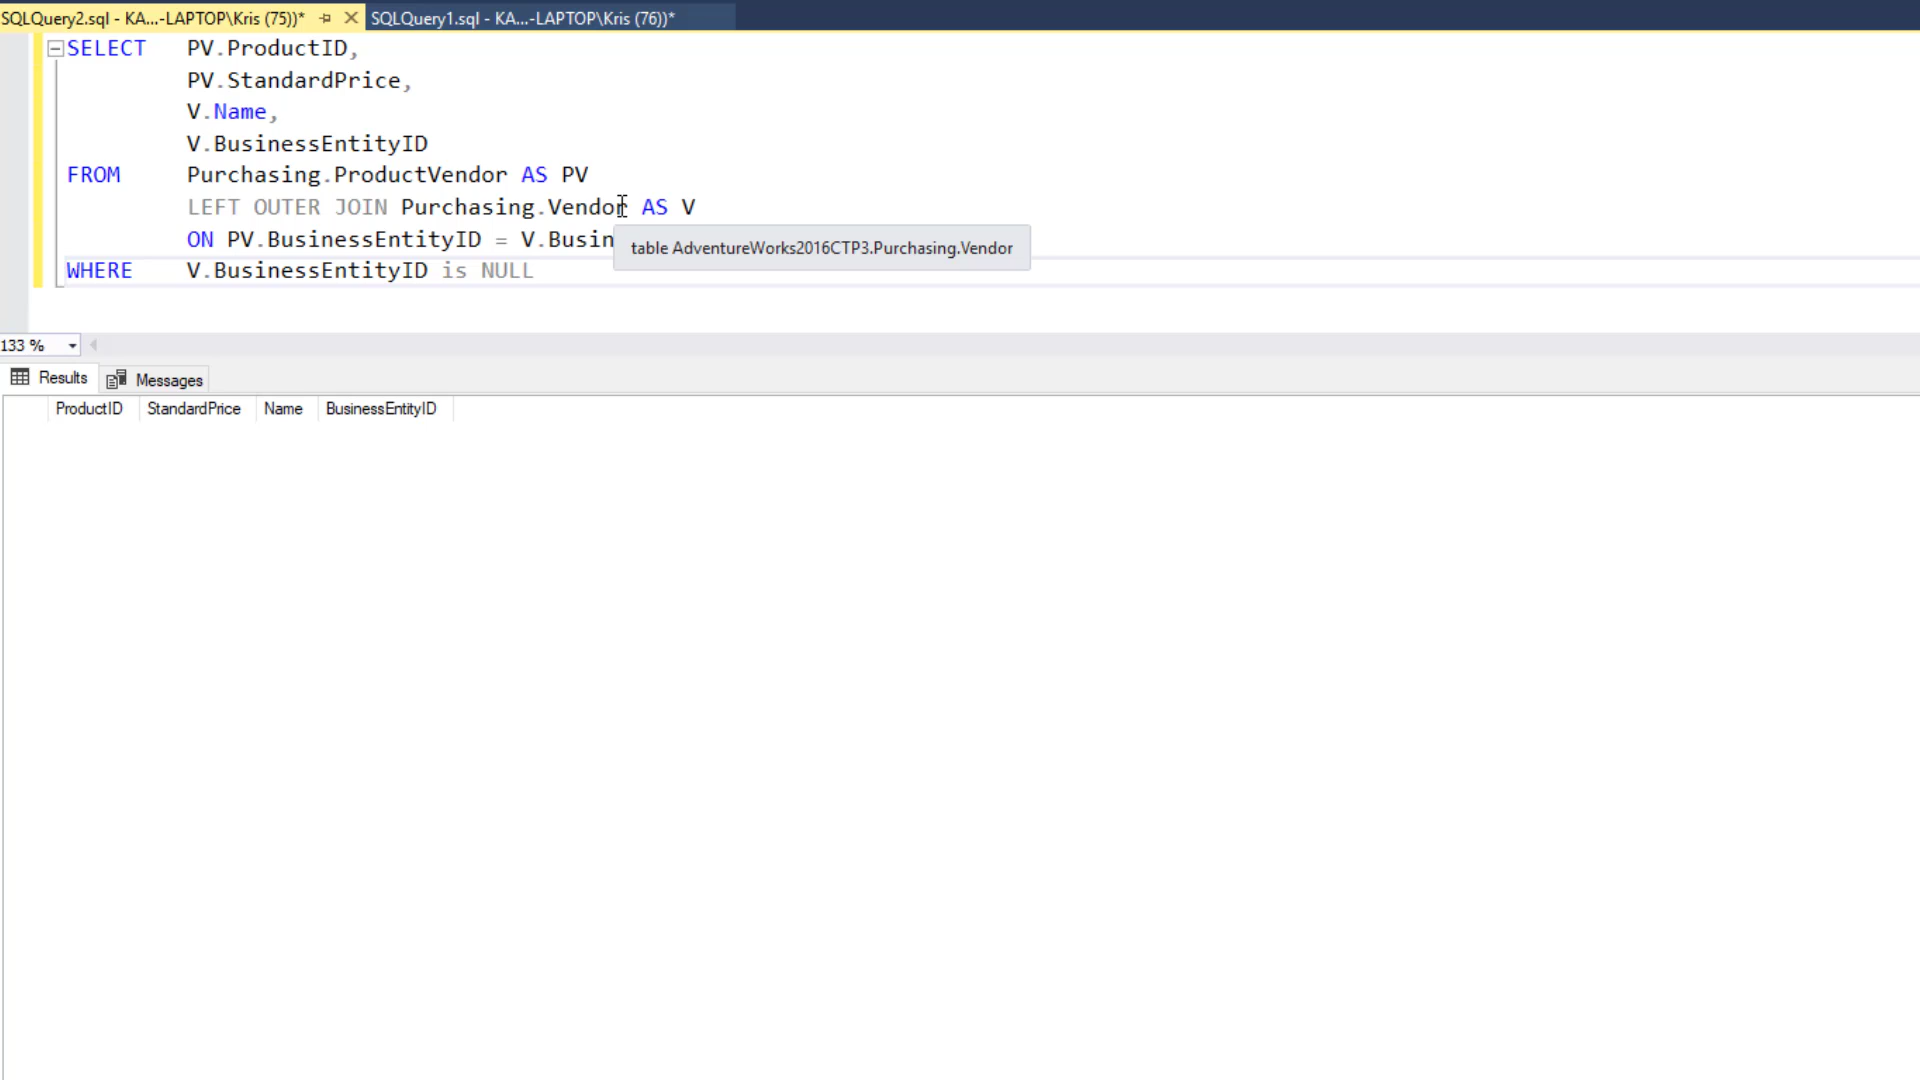 SQLQuery2.sql - KA...-LAPTOP\Kris (75))* SQLQuery1.sql - KA...-LAPTOP\Kris (76))*
SELECT PV.ProductID,
PV.StandardPrice,
V.Name,
V.BusinessEntityID
FROM Purchasing.ProductVendor AS PV
LEFT OUTER JOIN Purchasing.Vendor AS V
ON PV.BusinessEntityID = V.Busin
table AdventureWorks2016CTP3.Purchasing.Vendor
WHERE V.BusinessEntityID is NULL
133 %
Results Messages
ProductID StandardPrice Name BusinessEntityID